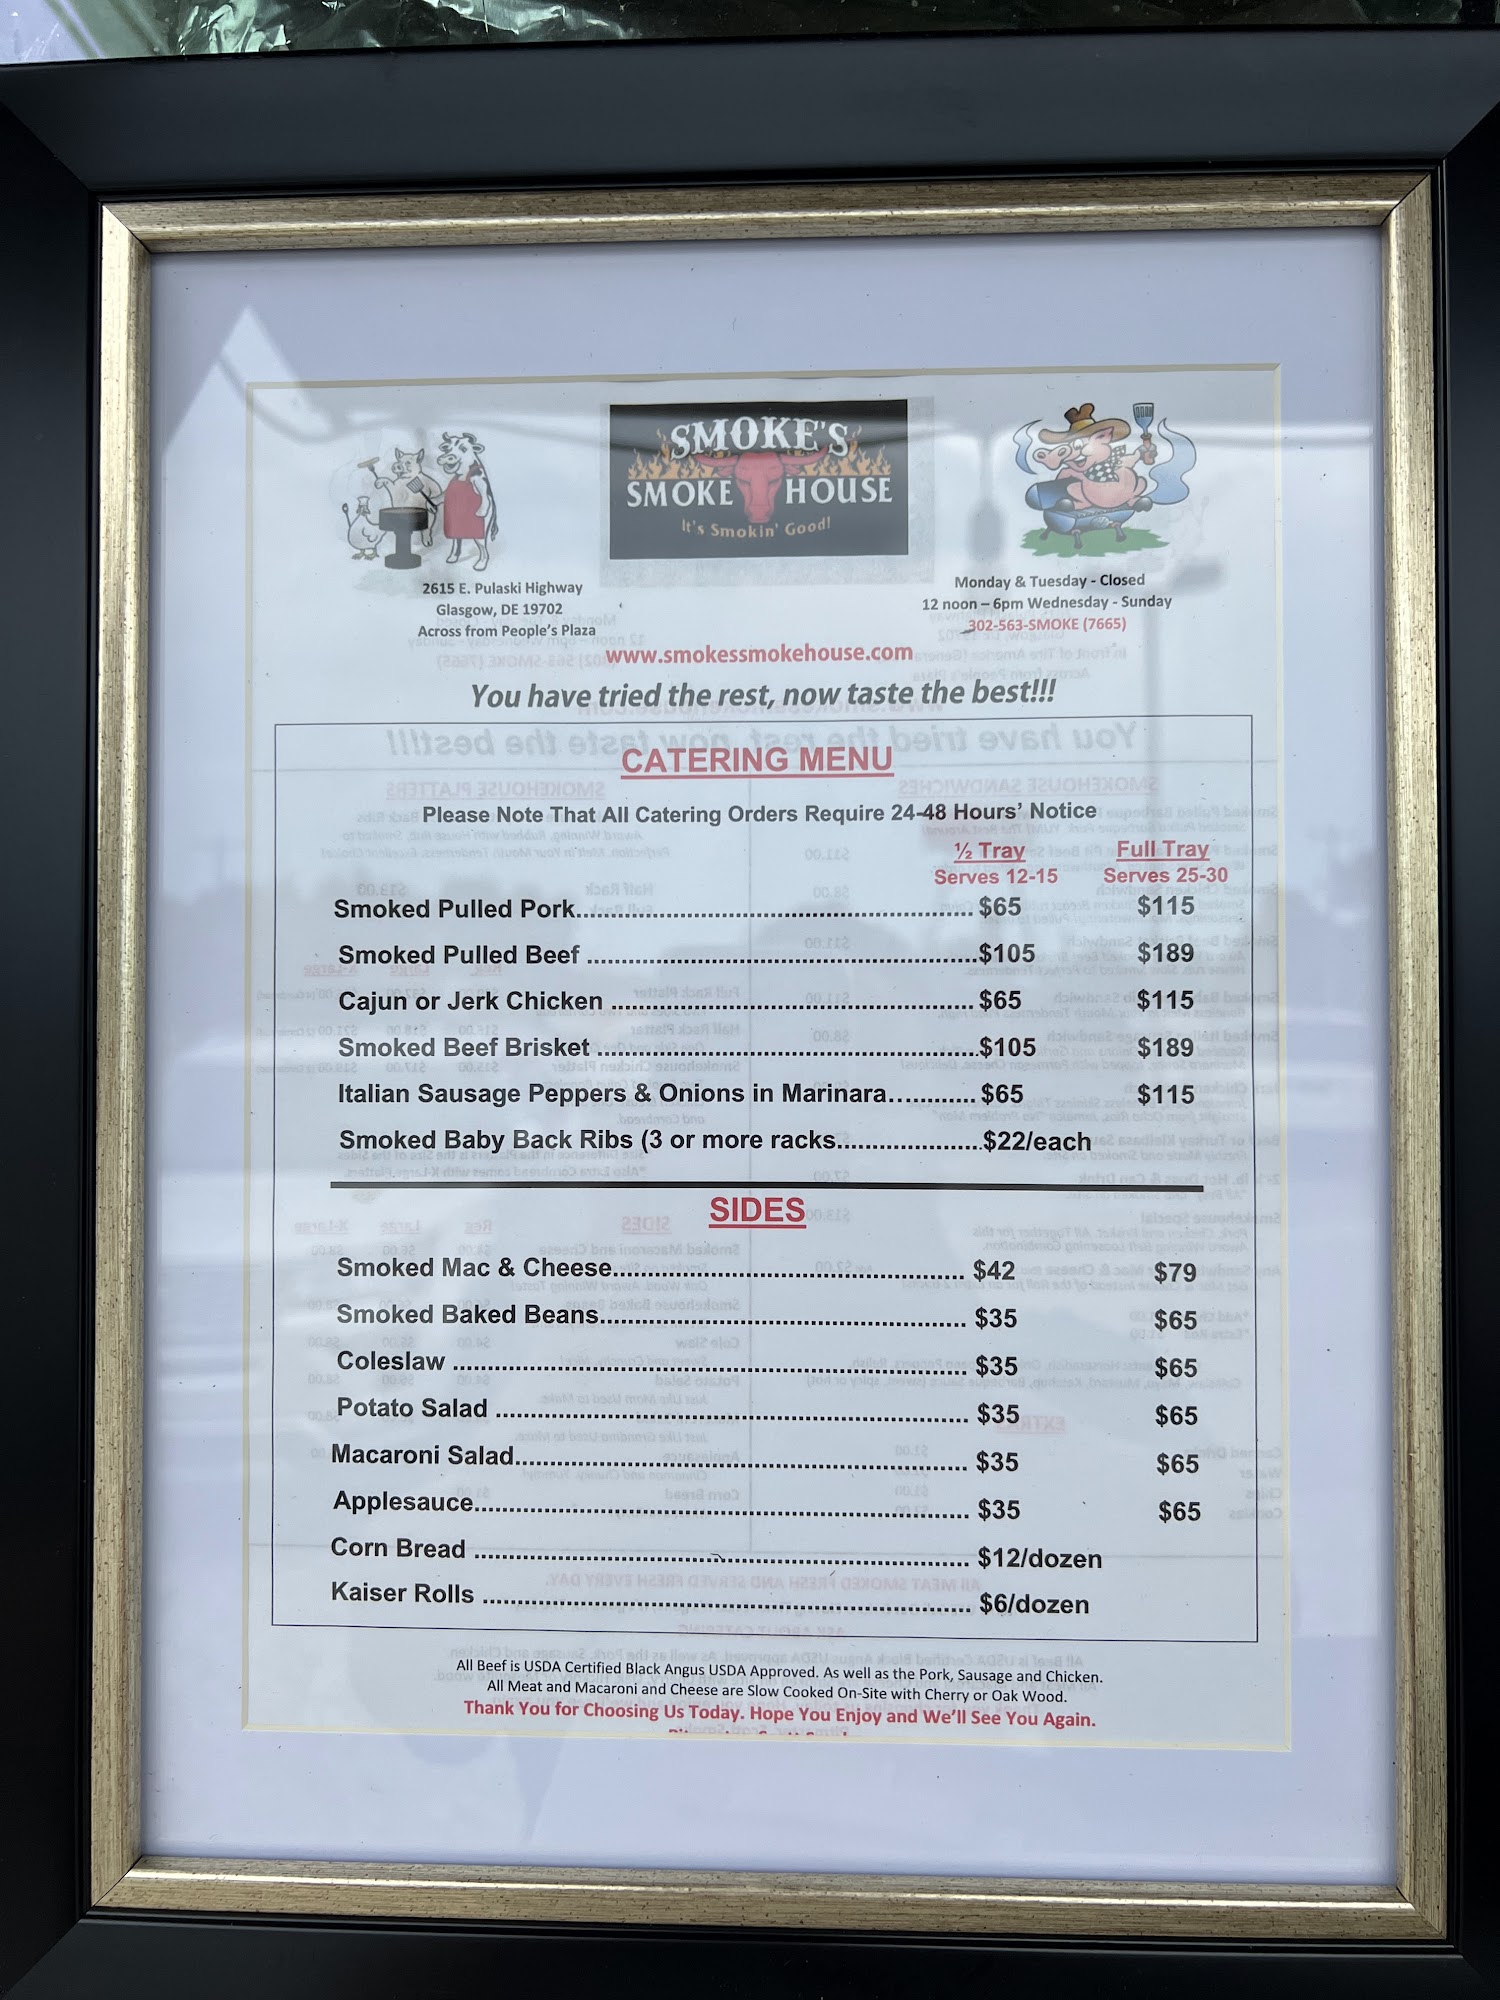 SMOKE'S
SMOKE HOUSE
It's Smokin' Good!
2615 E. Pulaski Highway
Glasgow, DE 19702
Across from People's Plaza
Monday & Tuesday - Closed
12 noon – 6pm Wednesday - Sunday
302-563-SMOKE (7665)
www.smokessmokehouse.com
You have tried the rest, now taste the best!!!
CATERING MENU
Please Note That All Catering Orders Require 24-48 Hours' Notice
½ Tray Full Tray
Serves 12-15 Serves 25-30
Smoked Pulled Pork.................................................... $65 $115
Smoked Pulled Beef ....................................................$105 $189
Cajun or Jerk Chicken ................................................ $65 $115
Smoked Beef Brisket ...................................................$105 $189
Italian Sausage Peppers & Onions in Marinara............ $65 $115
Smoked Baby Back Ribs (3 or more racks...................$22/each
SIDES
Smoked Mac & Cheese............................................... $42 $79
Smoked Baked Beans................................................. $35 $65
Coleslaw .................................................................... $35 $65
Potato Salad ............................................................... $35 $65
Macaroni Salad............................................................ $35 $65
Applesauce................................................................. $35 $65
Corn Bread ................................................................. $12/dozen
Kaiser Rolls ................................................................ $6/dozen
All Beef is USDA Certified Black Angus USDA Approved. As well as the Pork, Sausage and Chicken.
All Meat and Macaroni and Cheese are Slow Cooked On-Site with Cherry or Oak Wood.
Thank You for Choosing Us Today. Hope You Enjoy and We'll See You Again.